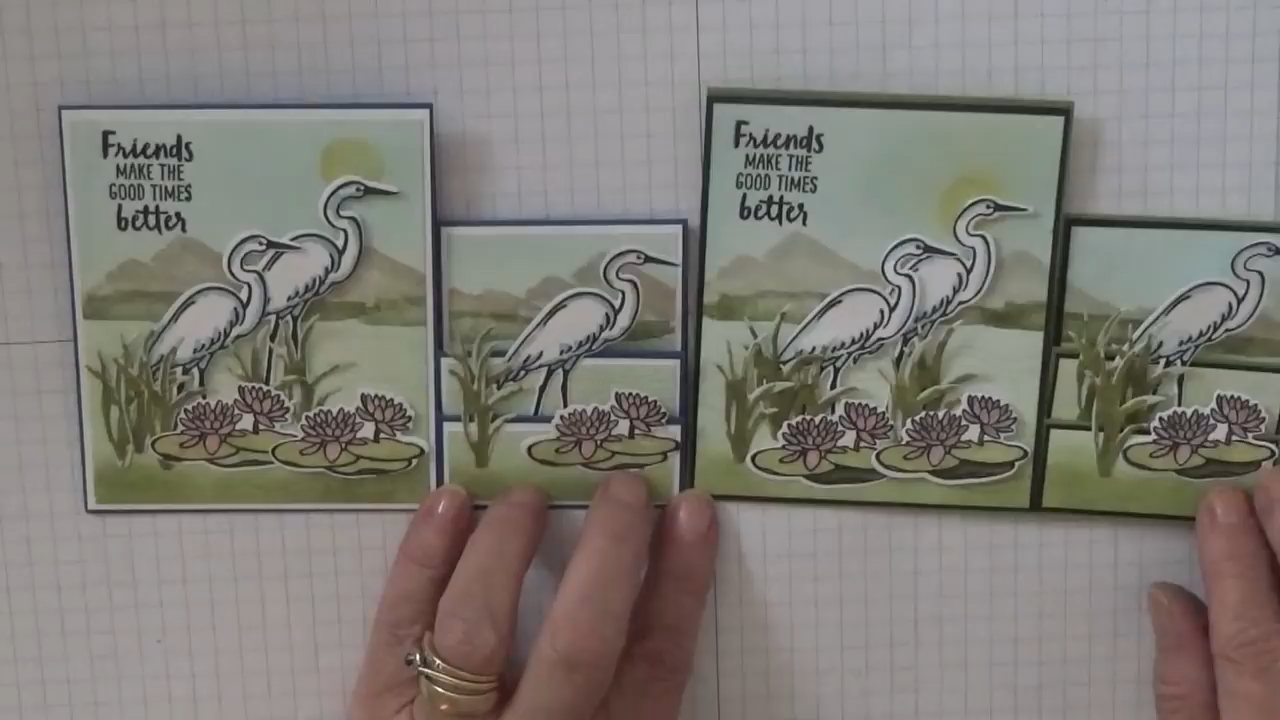 Friends
MAKE THE
GOOD TIMES
better
Friends
MAKE THE
GOOD TIMES
better